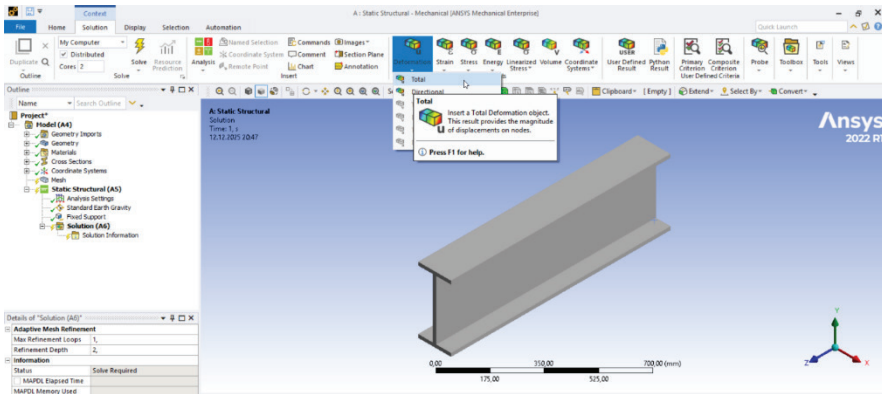 A : Static Structural - Mechanical [ANSYS Mechanical Enterprise]
Context
File Home Solution Display Selection Automation
Quick Launch
Duplicate
Outline
My Computer
Distributed
Cores 2
Solve
Resource Prediction
Solve
Analysis
Named Selection
Coordinate System
Remote Point
Commands
Comment
Chart
Images
Section Plane
Annotation
Insert
Deformation
Strain
Stress
Energy
Linearized Stress
Volume
Coordinate Systems
User Defined Result
Python Result
Primary Criterion
Composite Criterion
User Defined Criteria
Probe
Toolbox
Tools
Views
Outline
Name
Search Outline
Clipboard
[ Empty ]
Extend
Select By
Convert
Total
Directional
Total
Insert a Total Deformation object.
This result provides the magnitude
of displacements on nodes.
Press F1 for help.
Project*
Model (A4)
Geometry Imports
Geometry
Materials
Cross Sections
Coordinate Systems
Mesh
Static Structural (A5)
Analysis Settings
Standard Earth Gravity
Fixed Support
Solution (A6)
Solution Information
A: Static Structural
Solution
Time: 1, s
12.12.2025 20:47
Ansys
2022 R1
Details of "Solution (A6)"
Adaptive Mesh Refinement
Max Refinement Loops 1,
Refinement Depth 2,
Information
Status Solve Required
MAPDL Elapsed Time
MAPDL Memory Used
0,00 350,00 700,00 (mm)
175,00 525,00
Y
Z
X